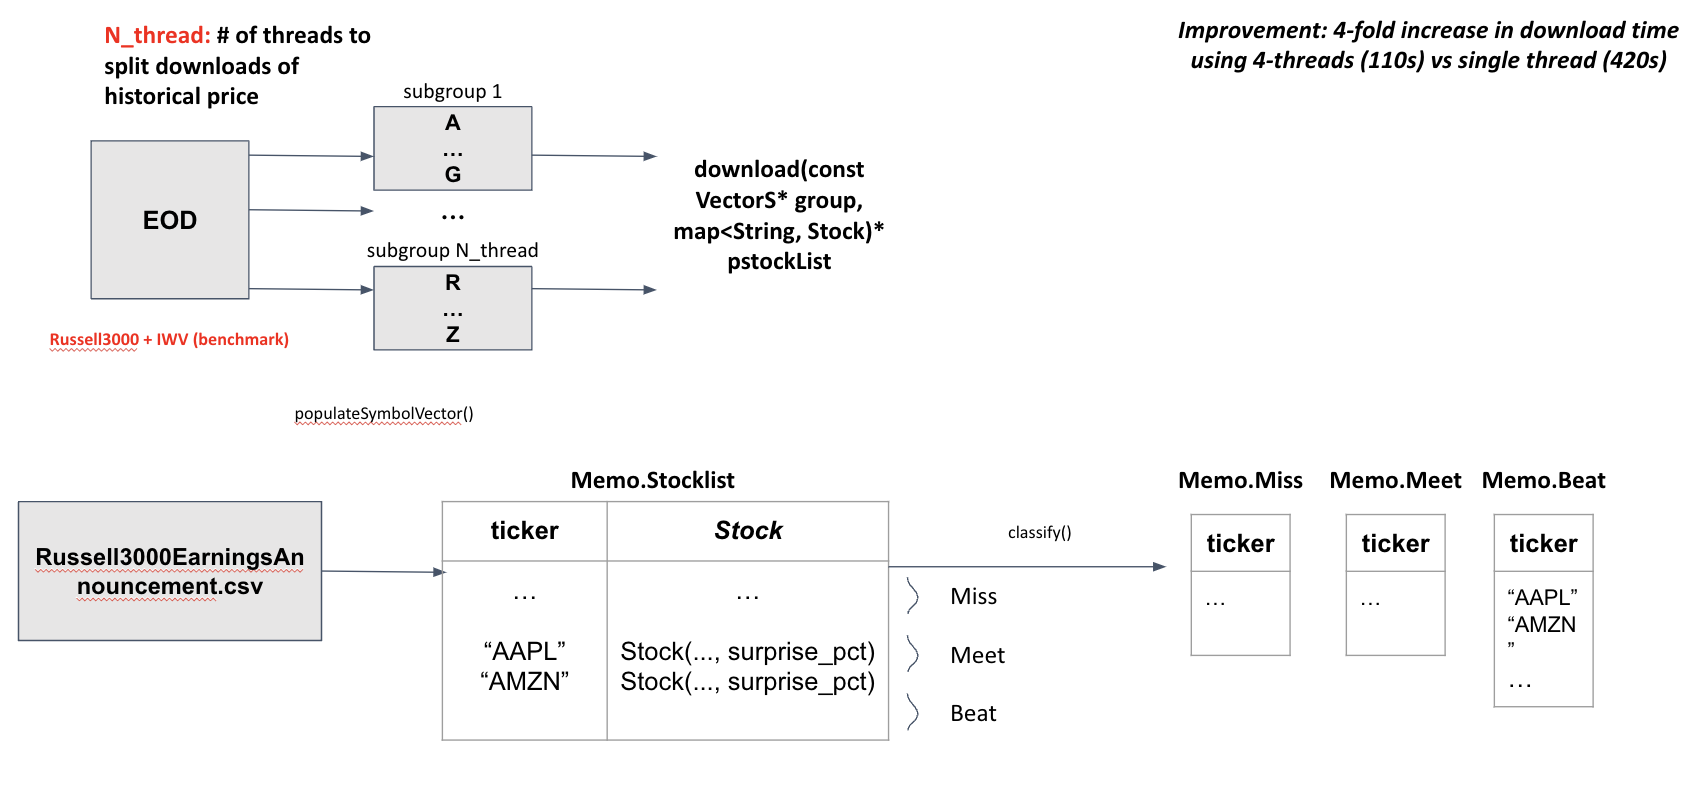 N_thread: # of threads to
split downloads of
historical price
Improvement: 4-fold increase in download time
using 4-threads (110s) vs single thread (420s)
subgroup 1
A
...
G
EOD
...
subgroup N_thread
R
...
Z
download(const
VectorS* group,
map<String, Stock)*
pstockList
Russell3000 + IWV (benchmark)
populateSymbolVector()
Memo.Stocklist
Memo.Miss
Memo.Meet
Memo.Beat
Russell3000EarningsAn
nouncement.csv
ticker
Stock
...
...
“AAPL”
Stock(..., surprise_pct)
“AMZN”
Stock(..., surprise_pct)
classify()
Miss
Meet
Beat
ticker
...
ticker
...
ticker
“AAPL”
“AMZN
”
...